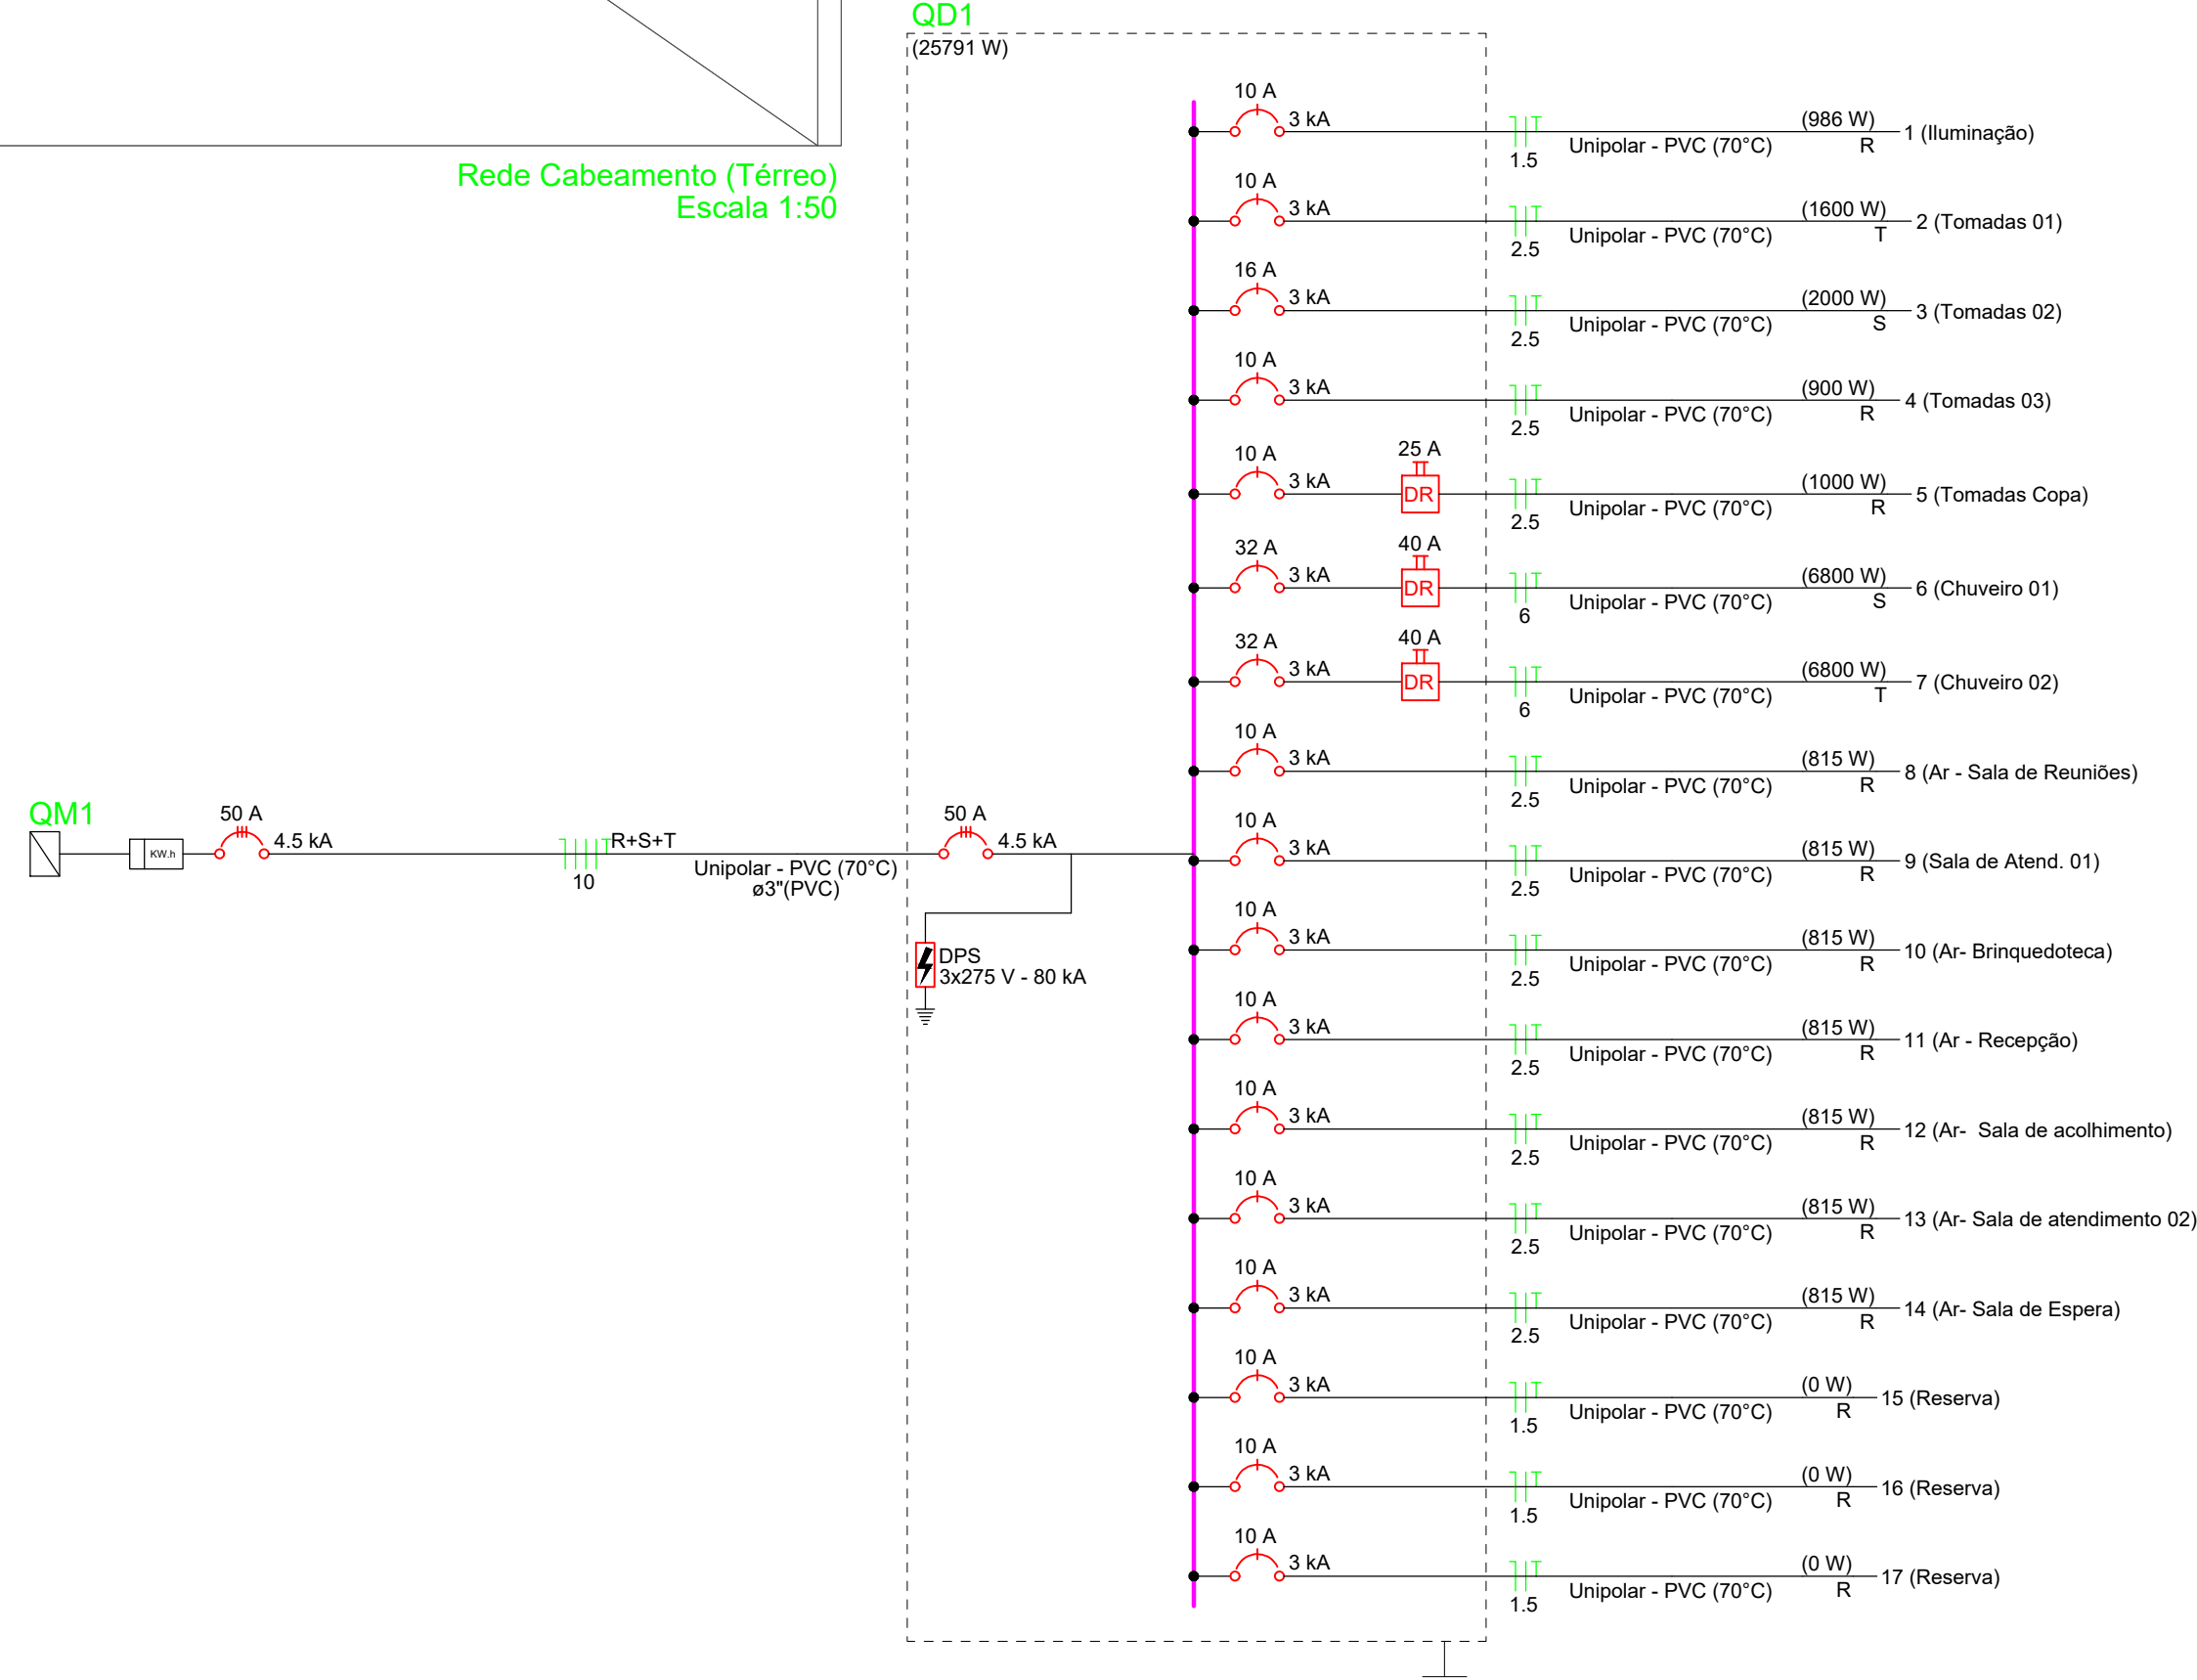 QD1
(25791 W)
Rede Cabeamento (Térreo)
Escala 1:50
10 A
3 kA
1.5
Unipolar - PVC (70°C)
(986 W)
R
1 (Iluminação)
10 A
3 kA
2.5
Unipolar - PVC (70°C)
(1600 W)
T
2 (Tomadas 01)
16 A
3 kA
2.5
Unipolar - PVC (70°C)
(2000 W)
S
3 (Tomadas 02)
10 A
3 kA
2.5
Unipolar - PVC (70°C)
(900 W)
R
4 (Tomadas 03)
10 A
3 kA
25 A
DR
2.5
Unipolar - PVC (70°C)
(1000 W)
R
5 (Tomadas Copa)
32 A
3 kA
40 A
DR
6
Unipolar - PVC (70°C)
(6800 W)
S
6 (Chuveiro 01)
32 A
3 kA
40 A
DR
6
Unipolar - PVC (70°C)
(6800 W)
T
7 (Chuveiro 02)
10 A
3 kA
2.5
Unipolar - PVC (70°C)
(815 W)
R
8 (Ar - Sala de Reuniões)
QM1
KW.h
50 A
4.5 kA
R+S+T
10
Unipolar - PVC (70°C)
ø3"(PVC)
50 A
4.5 kA
DPS
3x275 V - 80 kA
10 A
3 kA
2.5
Unipolar - PVC (70°C)
(815 W)
R
9 (Sala de Atend. 01)
10 A
3 kA
2.5
Unipolar - PVC (70°C)
(815 W)
R
10 (Ar- Brinquedoteca)
10 A
3 kA
2.5
Unipolar - PVC (70°C)
(815 W)
R
11 (Ar - Recepção)
10 A
3 kA
2.5
Unipolar - PVC (70°C)
(815 W)
R
12 (Ar-  Sala de acolhimento)
10 A
3 kA
2.5
Unipolar - PVC (70°C)
(815 W)
R
13 (Ar- Sala de atendimento 02)
10 A
3 kA
2.5
Unipolar - PVC (70°C)
(815 W)
R
14 (Ar- Sala de Espera)
10 A
3 kA
1.5
Unipolar - PVC (70°C)
(0 W)
R
15 (Reserva)
10 A
3 kA
1.5
Unipolar - PVC (70°C)
(0 W)
R
16 (Reserva)
10 A
3 kA
1.5
Unipolar - PVC (70°C)
(0 W)
R
17 (Reserva)